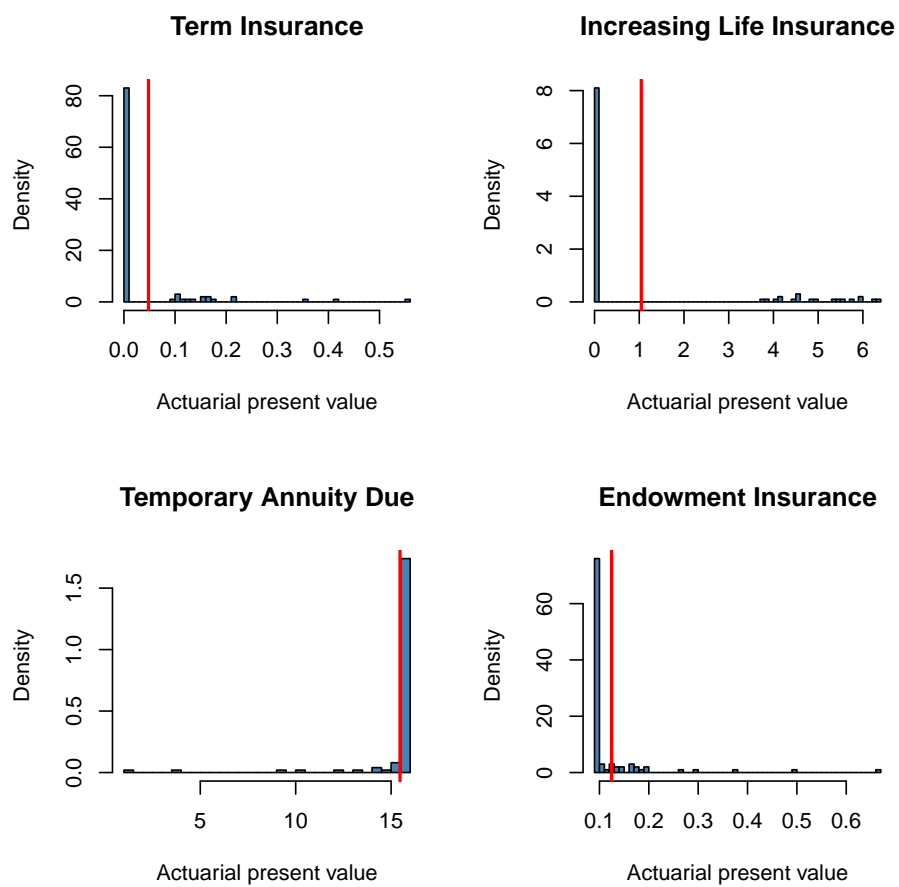 Term Insurance
Density
0 20 40 60 80
0.0 0.1 0.2 0.3 0.4 0.5
Actuarial present value
Increasing Life Insurance
Density
0 2 4 6 8
0 1 2 3 4 5 6
Actuarial present value
Temporary Annuity Due
Density
0.0 0.5 1.0 1.5
5 10 15
Actuarial present value
Endowment Insurance
Density
0 20 40 60
0.1 0.2 0.3 0.4 0.5 0.6
Actuarial present value